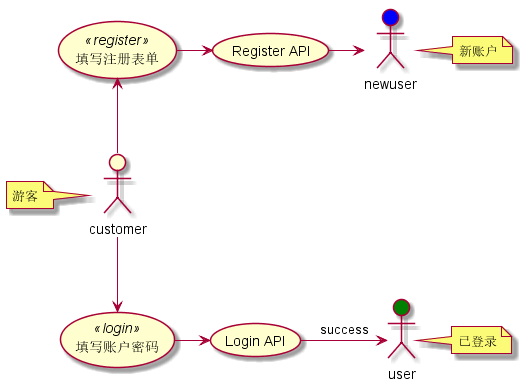 «register»
填写注册表单
Register API
newuser
新账户
游客
customer
«login»
填写账户密码
Login API
success
user
已登录